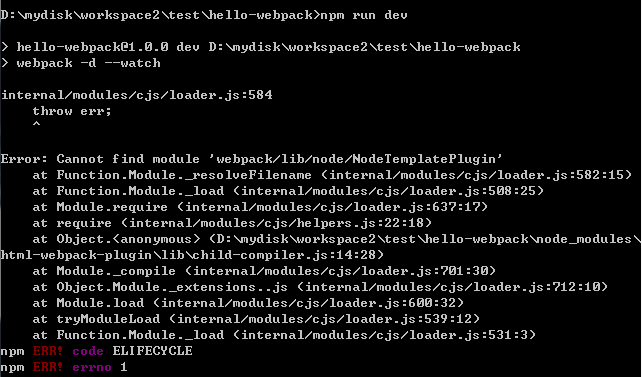 D:\mydisk\workspace2\test\hello-webpack>npm run dev
> hello-webpack@1.0.0 dev D:\mydisk\workspace2\test\hello-webpack
> webpack -d --watch
internal/modules/cjs/loader.js:584
    throw err;
    ^
Error: Cannot find module 'webpack/lib/node/NodeTemplatePlugin'
    at Function.Module._resolveFilename (internal/modules/cjs/loader.js:582:15)
    at Function.Module._load (internal/modules/cjs/loader.js:508:25)
    at Module.require (internal/modules/cjs/loader.js:637:17)
    at require (internal/modules/cjs/helpers.js:22:18)
    at Object.<anonymous> (D:\mydisk\workspace2\test\hello-webpack\node_modules\
html-webpack-plugin\lib\child-compiler.js:14:28)
    at Module._compile (internal/modules/cjs/loader.js:701:30)
    at Object.Module._extensions..js (internal/modules/cjs/loader.js:712:10)
    at Module.load (internal/modules/cjs/loader.js:600:32)
    at tryModuleLoad (internal/modules/cjs/loader.js:539:12)
    at Function.Module._load (internal/modules/cjs/loader.js:531:3)
npm ERR! code ELIFECYCLE
npm ERR! errno 1